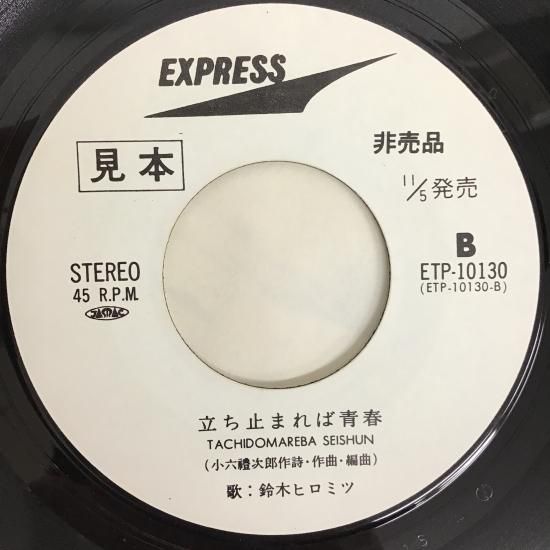 EXPRESS
見本
非売品
11/5発売
STEREO
45 R.P.M.
JASRAC
B
ETP-10130
(ETP-10130-B)
立ち止まれば青春
TACHIDOMAREBA SEISHUN
(小六禮次郎作詩・作曲・編曲)
歌：鈴木ヒロミツ